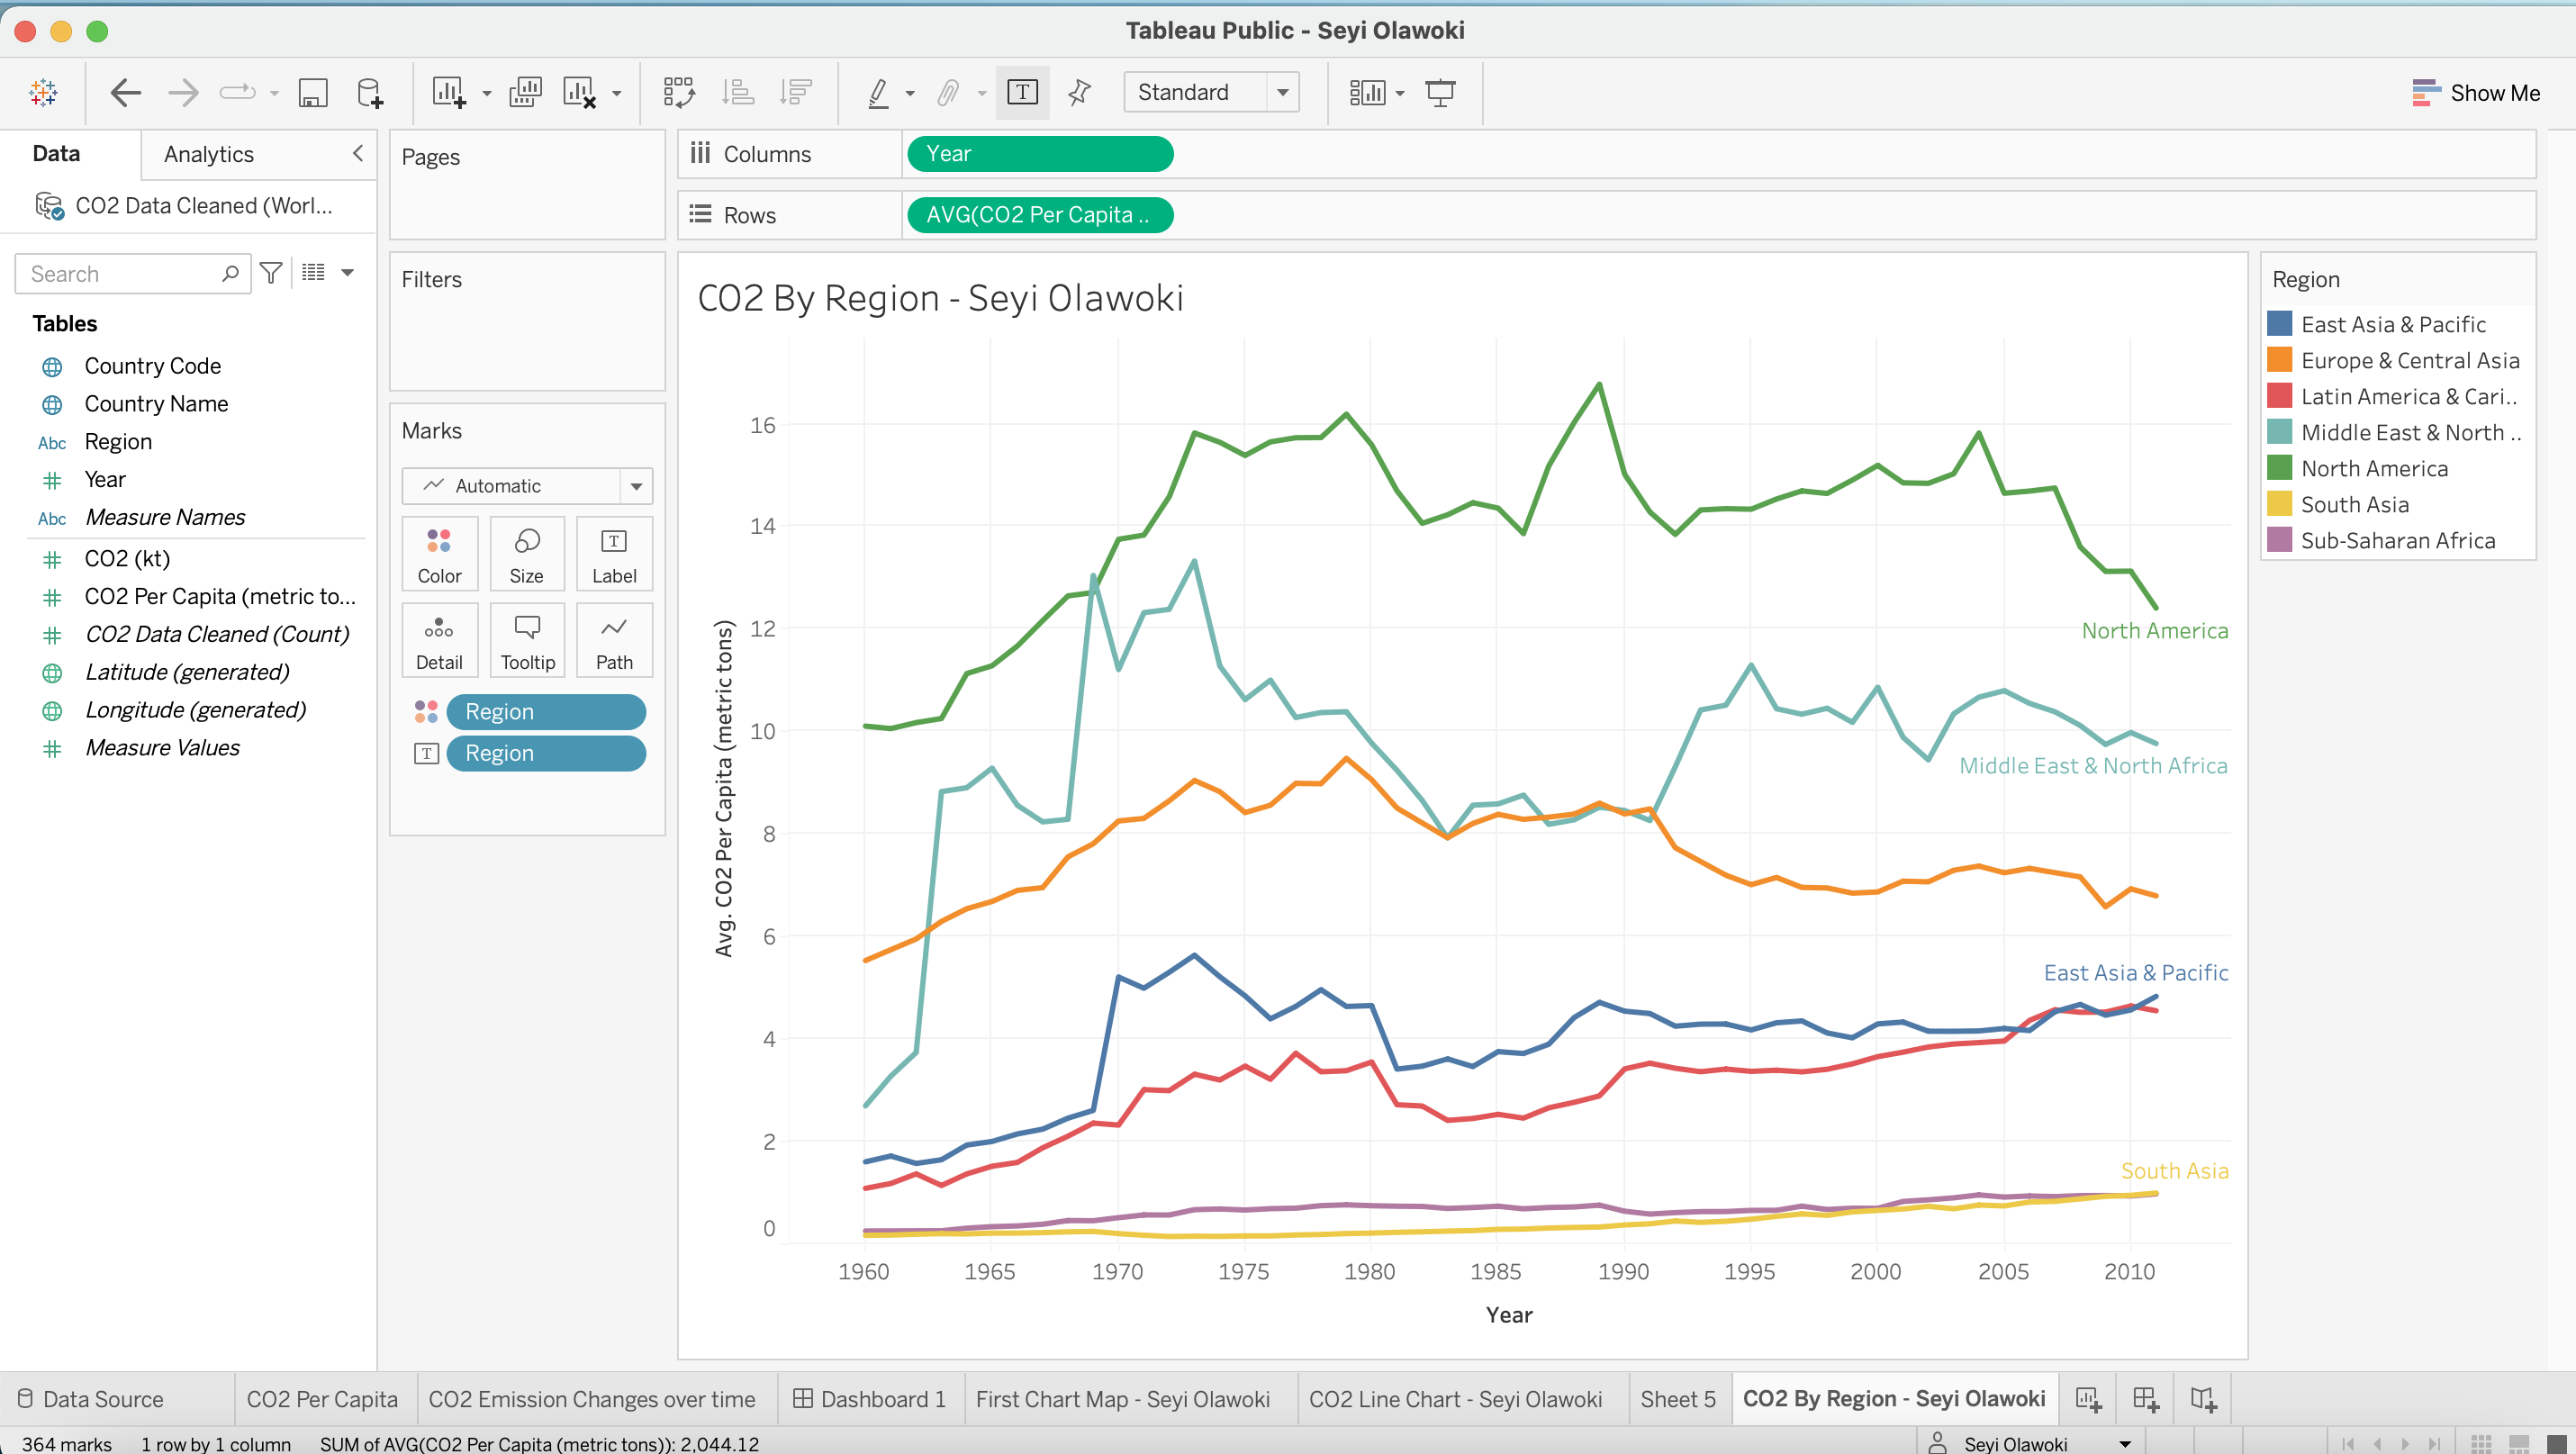 Tableau Public - Seyi Olawoki
Standard
Show Me
Data
Analytics
CO2 Data Cleaned (Worl...
Search
Tables
Country Code
Country Name
Abc Region
Year
Abc Measure Names
CO2 (kt)
CO2 Per Capita (metric to...
CO2 Data Cleaned (Count)
Latitude (generated)
Longitude (generated)
Measure Values
Pages
Filters
Marks
Automatic
Color Size Label
Detail Tooltip Path
Region
Region
Columns Year
Rows AVG(CO2 Per Capita ..
CO2 By Region - Seyi Olawoki
Avg. CO2 Per Capita (metric tons)
16
14
12
10
8
6
4
2
0
North America
Middle East & North Africa
East Asia & Pacific
South Asia
1960 1965 1970 1975 1980 1985 1990 1995 2000 2005 2010
Year
Region
East Asia & Pacific
Europe & Central Asia
Latin America & Cari..
Middle East & North ..
North America
South Asia
Sub-Saharan Africa
Data Source CO2 Per Capita CO2 Emission Changes over time Dashboard 1 First Chart Map - Seyi Olawoki CO2 Line Chart - Seyi Olawoki Sheet 5 CO2 By Region - Seyi Olawoki
364 marks 1 row by 1 column SUM of AVG(CO2 Per Capita (metric tons)): 2,044.12 Seyi Olawoki